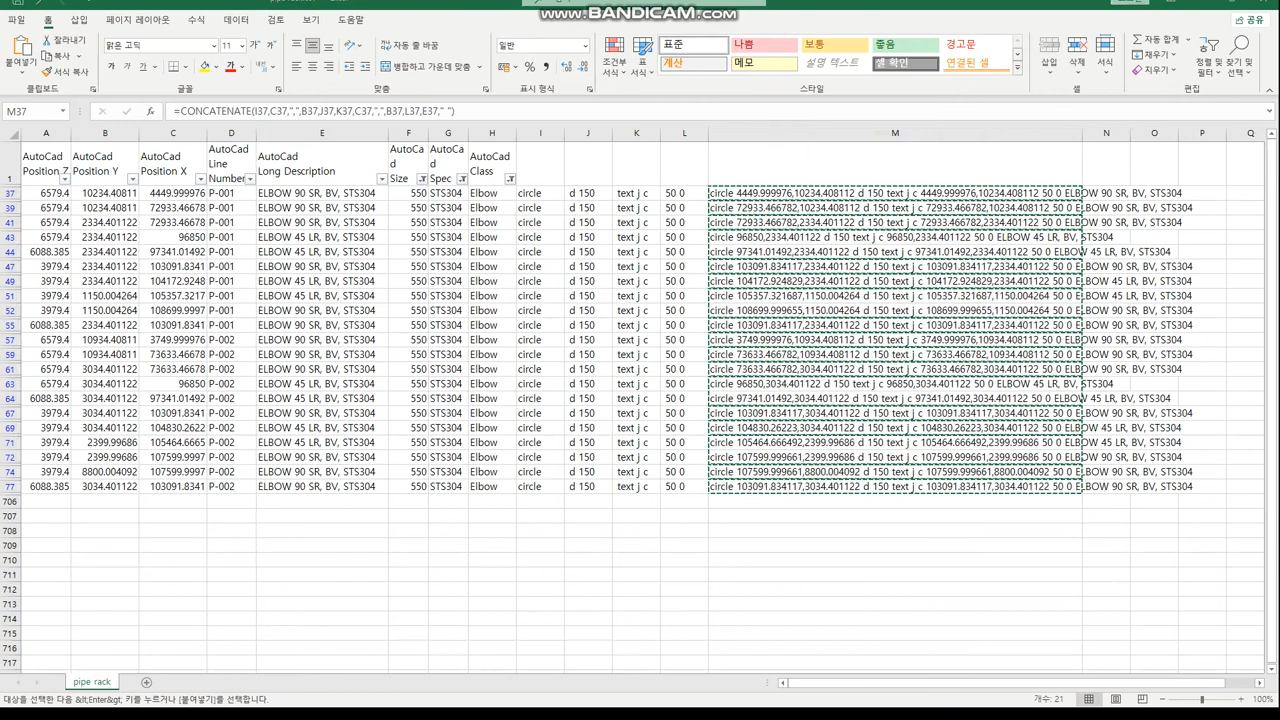 www.BANDICAM.com
파일 홈 삽입 페이지 레이아웃 수식 데이터 검토 보기 도움말 공유
붙여넣기 잘라내기 복사 서식 복사
맑은 고딕 11 자동 줄 바꿈 병합하고 가운데 맞춤 일반
조건부 서식 표 서식 표준 나쁨 보통 좋음 경고문
계산 메모 설명 텍스트 셀 확인 연결된 셀
삽입 삭제 서식 자동 합계 채우기 지우기 정렬 및 필터 찾기 및 선택
클립보드 글꼴 맞춤 표시 형식 스타일 셀 편집
M37 fx =CONCATENATE(I37,C37,",",B37,J37,K37,C37,",",B37,L37,E37," ")
A B C D E F G H I J K L M N O P Q
1 AutoCad Position Z AutoCad Position Y AutoCad Position X AutoCad Line Number AutoCad Long Description AutoCad Size AutoCad Spec AutoCad Class
37 6579.4 10234.40811 4449.999976 P-001 ELBOW 90 SR, BV, STS304 550 STS304 Elbow circle d 150 text j c 50 0 circle 4449.999976,10234.408112 d 150 text j c 4449.999976,10234.408112 50 0 ELBOW 90 SR, BV, STS304
39 6579.4 10234.40811 72933.46678 P-001 ELBOW 90 SR, BV, STS304 550 STS304 Elbow circle d 150 text j c 50 0 circle 72933.466782,10234.408112 d 150 text j c 72933.466782,10234.408112 50 0 ELBOW 90 SR, BV, STS304
41 6579.4 2334.401122 72933.46678 P-001 ELBOW 90 SR, BV, STS304 550 STS304 Elbow circle d 150 text j c 50 0 circle 72933.466782,2334.401122 d 150 text j c 72933.466782,2334.401122 50 0 ELBOW 90 SR, BV, STS304
43 6579.4 2334.401122 96850 P-001 ELBOW 45 LR, BV, STS304 550 STS304 Elbow circle d 150 text j c 50 0 circle 96850,2334.401122 d 150 text j c 96850,2334.401122 50 0 ELBOW 45 LR, BV, STS304
44 6088.385 2334.401122 97341.01492 P-001 ELBOW 45 LR, BV, STS304 550 STS304 Elbow circle d 150 text j c 50 0 circle 97341.01492,2334.401122 d 150 text j c 97341.01492,2334.401122 50 0 ELBOW 45 LR, BV, STS304
47 3979.4 2334.401122 103091.8341 P-001 ELBOW 90 SR, BV, STS304 550 STS304 Elbow circle d 150 text j c 50 0 circle 103091.834117,2334.401122 d 150 text j c 103091.834117,2334.401122 50 0 ELBOW 90 SR, BV, STS304
49 3979.4 2334.401122 104172.9248 P-001 ELBOW 45 LR, BV, STS304 550 STS304 Elbow circle d 150 text j c 50 0 circle 104172.924829,2334.401122 d 150 text j c 104172.924829,2334.401122 50 0 ELBOW 45 LR, BV, STS304
51 3979.4 1150.004264 105357.3217 P-001 ELBOW 45 LR, BV, STS304 550 STS304 Elbow circle d 150 text j c 50 0 circle 105357.321687,1150.004264 d 150 text j c 105357.321687,1150.004264 50 0 ELBOW 45 LR, BV, STS304
52 3979.4 1150.004264 108699.9997 P-001 ELBOW 90 SR, BV, STS304 550 STS304 Elbow circle d 150 text j c 50 0 circle 108699.999655,1150.004264 d 150 text j c 108699.999655,1150.004264 50 0 ELBOW 90 SR, BV, STS304
55 6088.385 2334.401122 103091.8341 P-001 ELBOW 90 SR, BV, STS304 550 STS304 Elbow circle d 150 text j c 50 0 circle 103091.834117,2334.401122 d 150 text j c 103091.834117,2334.401122 50 0 ELBOW 90 SR, BV, STS304
57 6579.4 10934.40811 3749.999976 P-002 ELBOW 90 SR, BV, STS304 550 STS304 Elbow circle d 150 text j c 50 0 circle 3749.999976,10934.408112 d 150 text j c 3749.999976,10934.408112 50 0 ELBOW 90 SR, BV, STS304
59 6579.4 10934.40811 73633.46678 P-002 ELBOW 90 SR, BV, STS304 550 STS304 Elbow circle d 150 text j c 50 0 circle 73633.466782,10934.408112 d 150 text j c 73633.466782,10934.408112 50 0 ELBOW 90 SR, BV, STS304
61 6579.4 3034.401122 73633.46678 P-002 ELBOW 90 SR, BV, STS304 550 STS304 Elbow circle d 150 text j c 50 0 circle 73633.466782,3034.401122 d 150 text j c 73633.466782,3034.401122 50 0 ELBOW 90 SR, BV, STS304
63 6579.4 3034.401122 96850 P-002 ELBOW 45 LR, BV, STS304 550 STS304 Elbow circle d 150 text j c 50 0 circle 96850,3034.401122 d 150 text j c 96850,3034.401122 50 0 ELBOW 45 LR, BV, STS304
64 6088.385 3034.401122 97341.01492 P-002 ELBOW 45 LR, BV, STS304 550 STS304 Elbow circle d 150 text j c 50 0 circle 97341.01492,3034.401122 d 150 text j c 97341.01492,3034.401122 50 0 ELBOW 45 LR, BV, STS304
67 3979.4 3034.401122 103091.8341 P-002 ELBOW 90 SR, BV, STS304 550 STS304 Elbow circle d 150 text j c 50 0 circle 103091.834117,3034.401122 d 150 text j c 103091.834117,3034.401122 50 0 ELBOW 90 SR, BV, STS304
69 3979.4 3034.401122 104830.2622 P-002 ELBOW 45 LR, BV, STS304 550 STS304 Elbow circle d 150 text j c 50 0 circle 104830.26223,3034.401122 d 150 text j c 104830.26223,3034.401122 50 0 ELBOW 45 LR, BV, STS304
71 3979.4 2399.99686 105464.6665 P-002 ELBOW 45 LR, BV, STS304 550 STS304 Elbow circle d 150 text j c 50 0 circle 105464.666492,2399.99686 d 150 text j c 105464.666492,2399.99686 50 0 ELBOW 45 LR, BV, STS304
72 3979.4 2399.99686 107599.9997 P-002 ELBOW 90 SR, BV, STS304 550 STS304 Elbow circle d 150 text j c 50 0 circle 107599.999661,2399.99686 d 150 text j c 107599.999661,2399.99686 50 0 ELBOW 90 SR, BV, STS304
74 3979.4 8800.004092 107599.9997 P-002 ELBOW 90 SR, BV, STS304 550 STS304 Elbow circle d 150 text j c 50 0 circle 107599.999661,8800.004092 d 150 text j c 107599.999661,8800.004092 50 0 ELBOW 90 SR, BV, STS304
77 6088.385 3034.401122 103091.8341 P-002 ELBOW 90 SR, BV, STS304 550 STS304 Elbow circle d 150 text j c 50 0 circle 103091.834117,3034.401122 d 150 text j c 103091.834117,3034.401122 50 0 ELBOW 90 SR, BV, STS304
706
707
708
709
710
711
712
713
714
715
716
717
pipe rack
대상을 선택한 다음 &lt;Enter&gt; 키를 누르거나 [붙여넣기]를 선택합니다. 개수: 21 100%